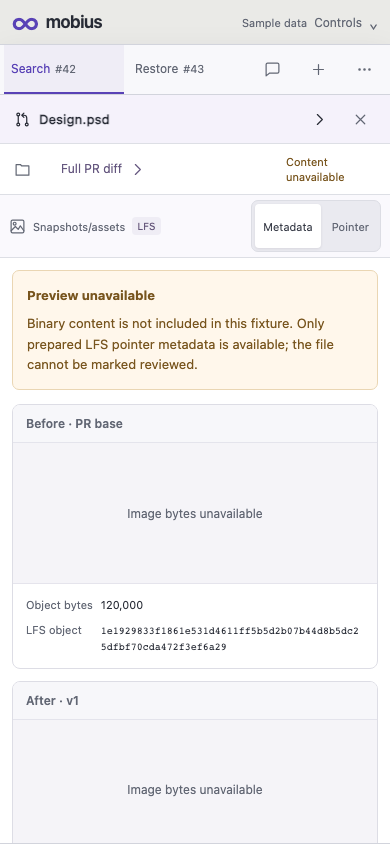 mobius
Sample data Controls
Search #42
Restore #43
Design.psd
Full PR diff
Content
unavailable
Snapshots/assets LFS
Metadata
Pointer
Preview unavailable
Binary content is not included in this fixture. Only
prepared LFS pointer metadata is available; the file
cannot be marked reviewed.
Before · PR base
Image bytes unavailable
Object bytes 120,000
LFS object 1e1929833f1861e531d4611ff5b5d2b07b44d8b5dc2
5dfbf70cda472f3ef6a29
After · v1
Image bytes unavailable